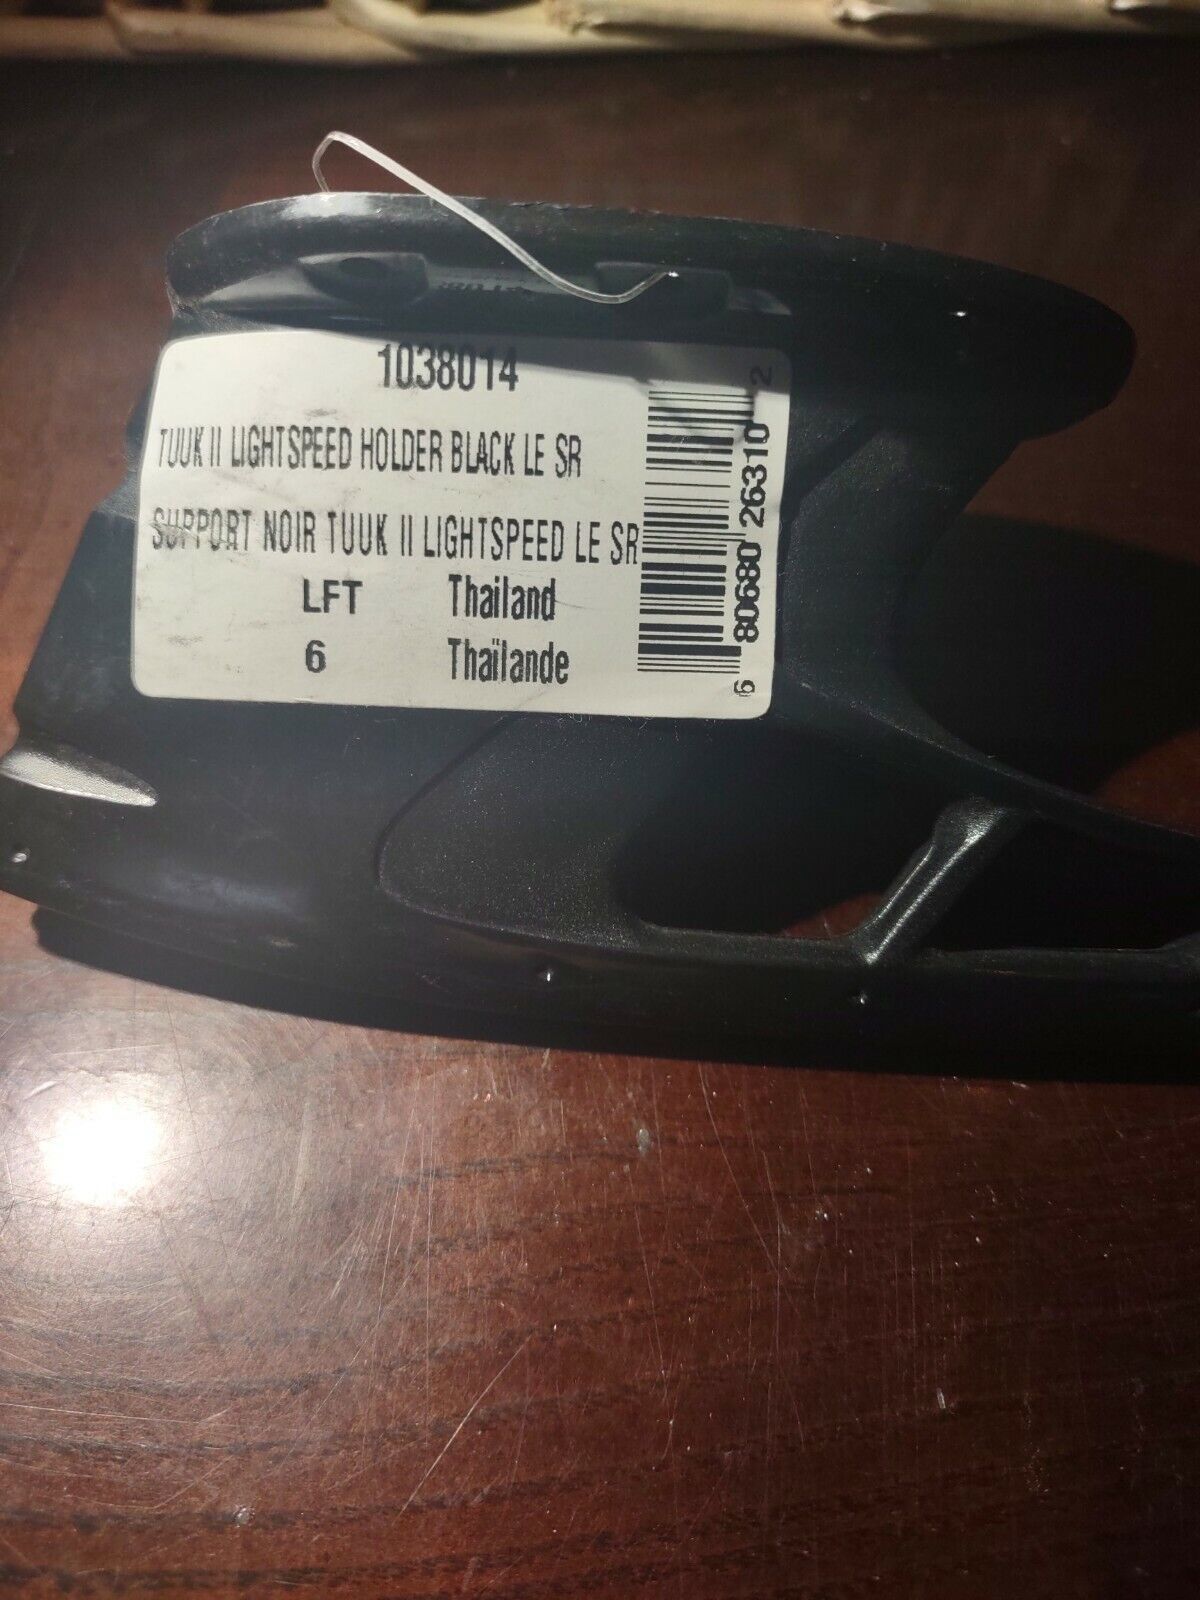 1038014
TUUK II LIGHTSPEED HOLDER BLACK LE SR
SUPPORT NOIR TUUK II LIGHTSPEED LE SR
LFT Thailand
6 Thaïlande
6 80680 26310 2